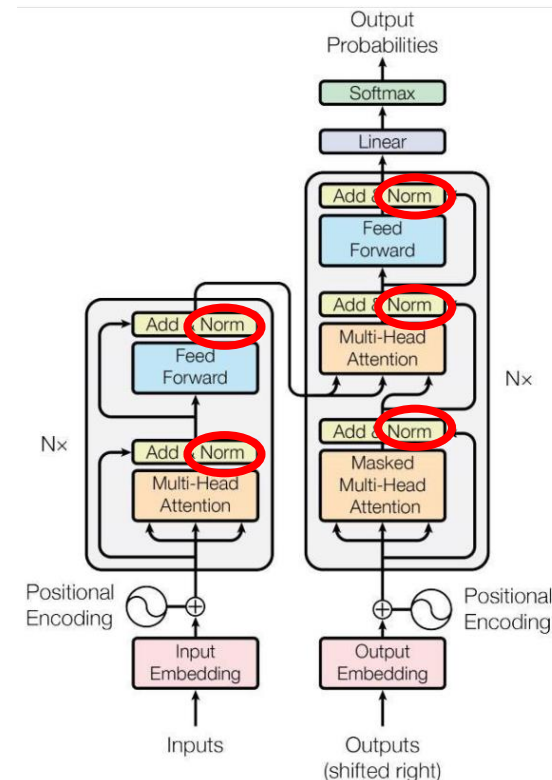 Output
Probabilities
Softmax
Linear
Add & Norm
Feed
Forward
Add & Norm
Multi-Head
Attention
Add & Norm
Masked
Multi-Head
Attention
Nx
Add & Norm
Feed
Forward
Add & Norm
Multi-Head
Attention
Nx
Positional
Encoding
Positional
Encoding
Input
Embedding
Output
Embedding
Inputs
Outputs
(shifted right)